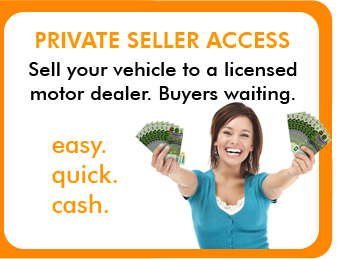 PRIVATE SELLER ACCESS
Sell your vehicle to a licensed
motor dealer. Buyers waiting.
easy.
quick.
cash.